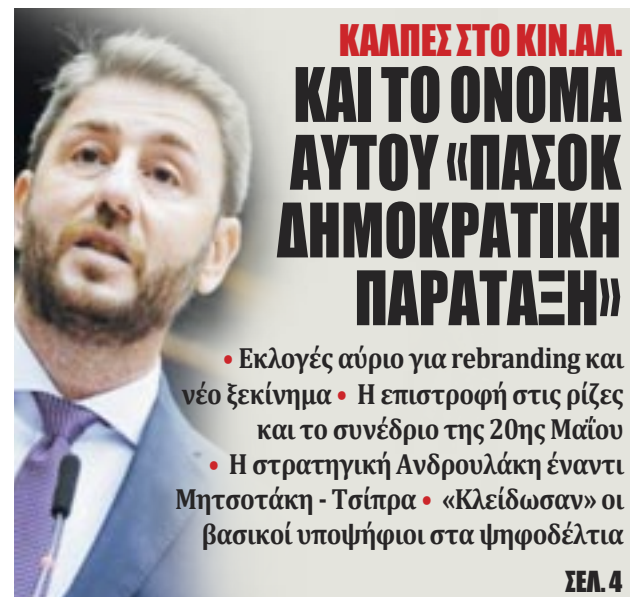 ΚΑΛΠΕΣ ΣΤΟ ΚΙΝ.ΑΛ.
ΚΑΙ ΤΟ ΟΝΟΜΑ
ΑΥΤΟΥ «ΠΑΣΟΚ
ΔΗΜΟΚΡΑΤΙΚΗ
ΠΑΡΑΤΑΞΗ»
• Εκλογές αύριο για rebranding και
νέο ξεκίνημα • Η επιστροφή στις ρίζες
και το συνέδριο της 20ης Μαΐου
• Η στρατηγική Ανδρουλάκη έναντι
Μητσοτάκη - Τσίπρα • «Κλείδωσαν» οι
βασικοί υποψήφιοι στα ψηφοδέλτια
ΣΕΛ. 4